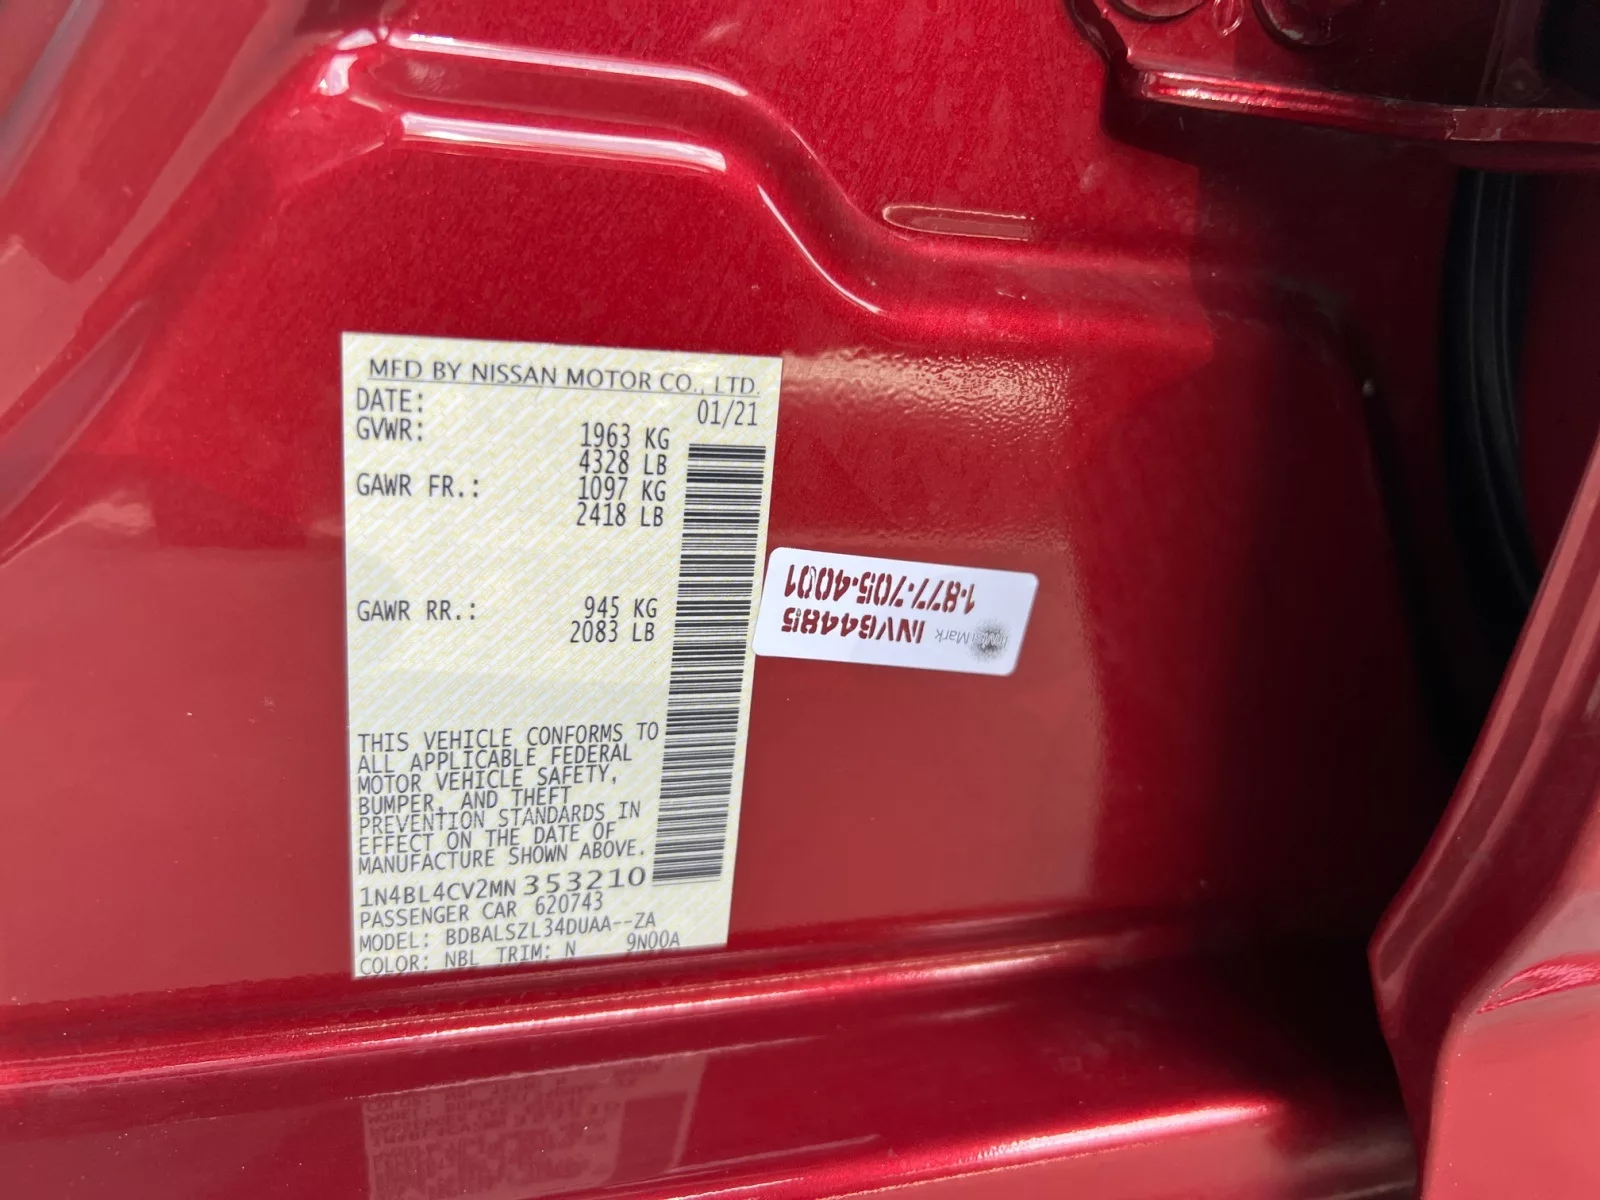 MFD BY NISSAN MOTOR CO., LTD.
DATE: 01/21
GVWR: 1963 KG
4328 LB
GAWR FR.: 1097 KG
2418 LB
GAWR RR.: 945 KG
2083 LB
THIS VEHICLE CONFORMS TO
ALL APPLICABLE FEDERAL
MOTOR VEHICLE SAFETY,
BUMPER, AND THEFT
PREVENTION STANDARDS IN
EFFECT ON THE DATE OF
MANUFACTURE SHOWN ABOVE.
1N4BL4CV2MN353210
PASSENGER CAR 620743
MODEL: BDBALSZL34DUAA--ZA
COLOR: NBL TRIM: N 9N00A
INV64485
1-877-705-4001